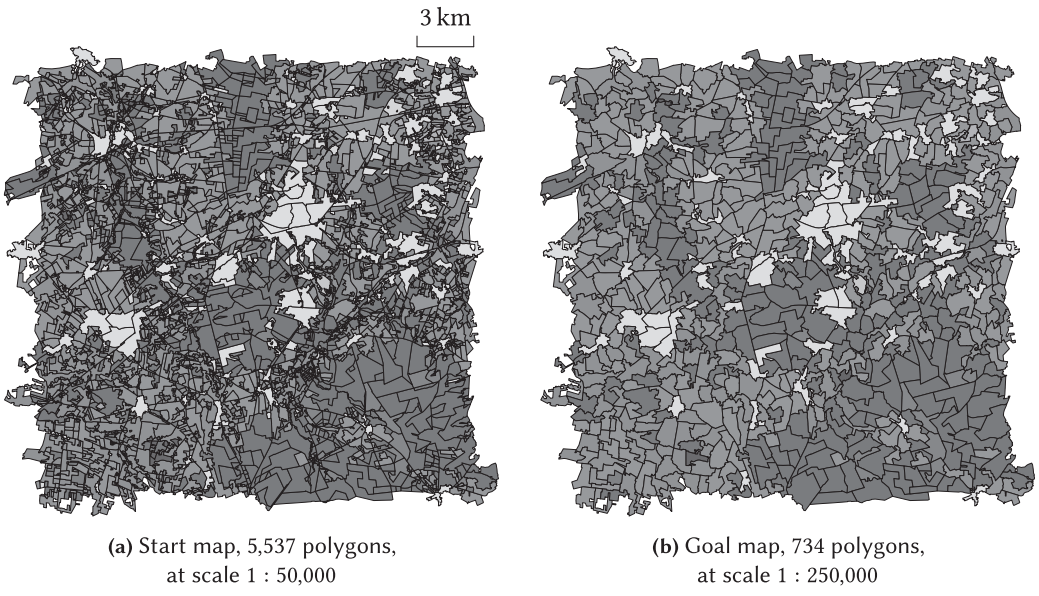 3 km
(a) Start map, 5,537 polygons,
at scale 1 : 50,000
(b) Goal map, 734 polygons,
at scale 1 : 250,000